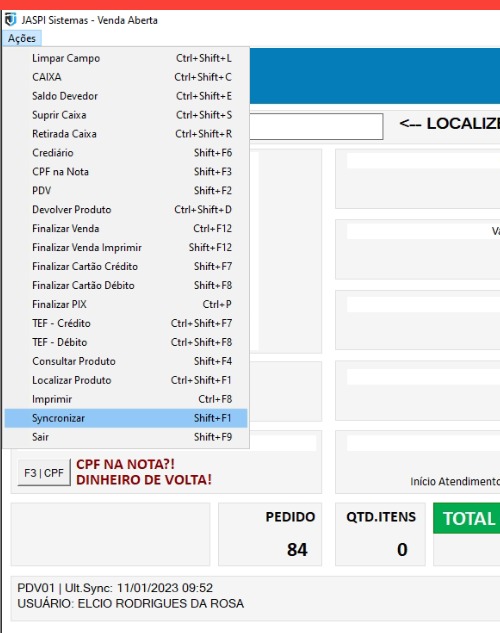 JASPI Sistemas - Venda Aberta
Ações
Limpar Campo Ctrl+Shift+L
CAIXA Ctrl+Shift+C
Saldo Devedor Ctrl+Shift+E
Suprir Caixa Ctrl+Shift+S
Retirada Caixa Ctrl+Shift+R
Crediário Shift+F6
CPF na Nota Shift+F3
PDV Shift+F2
Devolver Produto Ctrl+Shift+D
Finalizar Venda Ctrl+F12
Finalizar Venda Imprimir Shift+F12
Finalizar Cartão Crédito Shift+F7
Finalizar Cartão Débito Shift+F8
Finalizar PIX Ctrl+P
TEF - Crédito Ctrl+Shift+F7
TEF - Débito Ctrl+Shift+F8
Consultar Produto Shift+F4
Localizar Produto Ctrl+Shift+F1
Imprimir Ctrl+F8
Syncronizar Shift+F1
Sair Shift+F9
<-- LOCALIZE
Va
F3 | CPF
CPF NA NOTA?!
DINHEIRO DE VOLTA!
Início Atendimento
PEDIDO QTD.ITENS TOTAL
84 0
PDV01 | Ult.Sync: 11/01/2023 09:52
USUÁRIO: ELCIO RODRIGUES DA ROSA